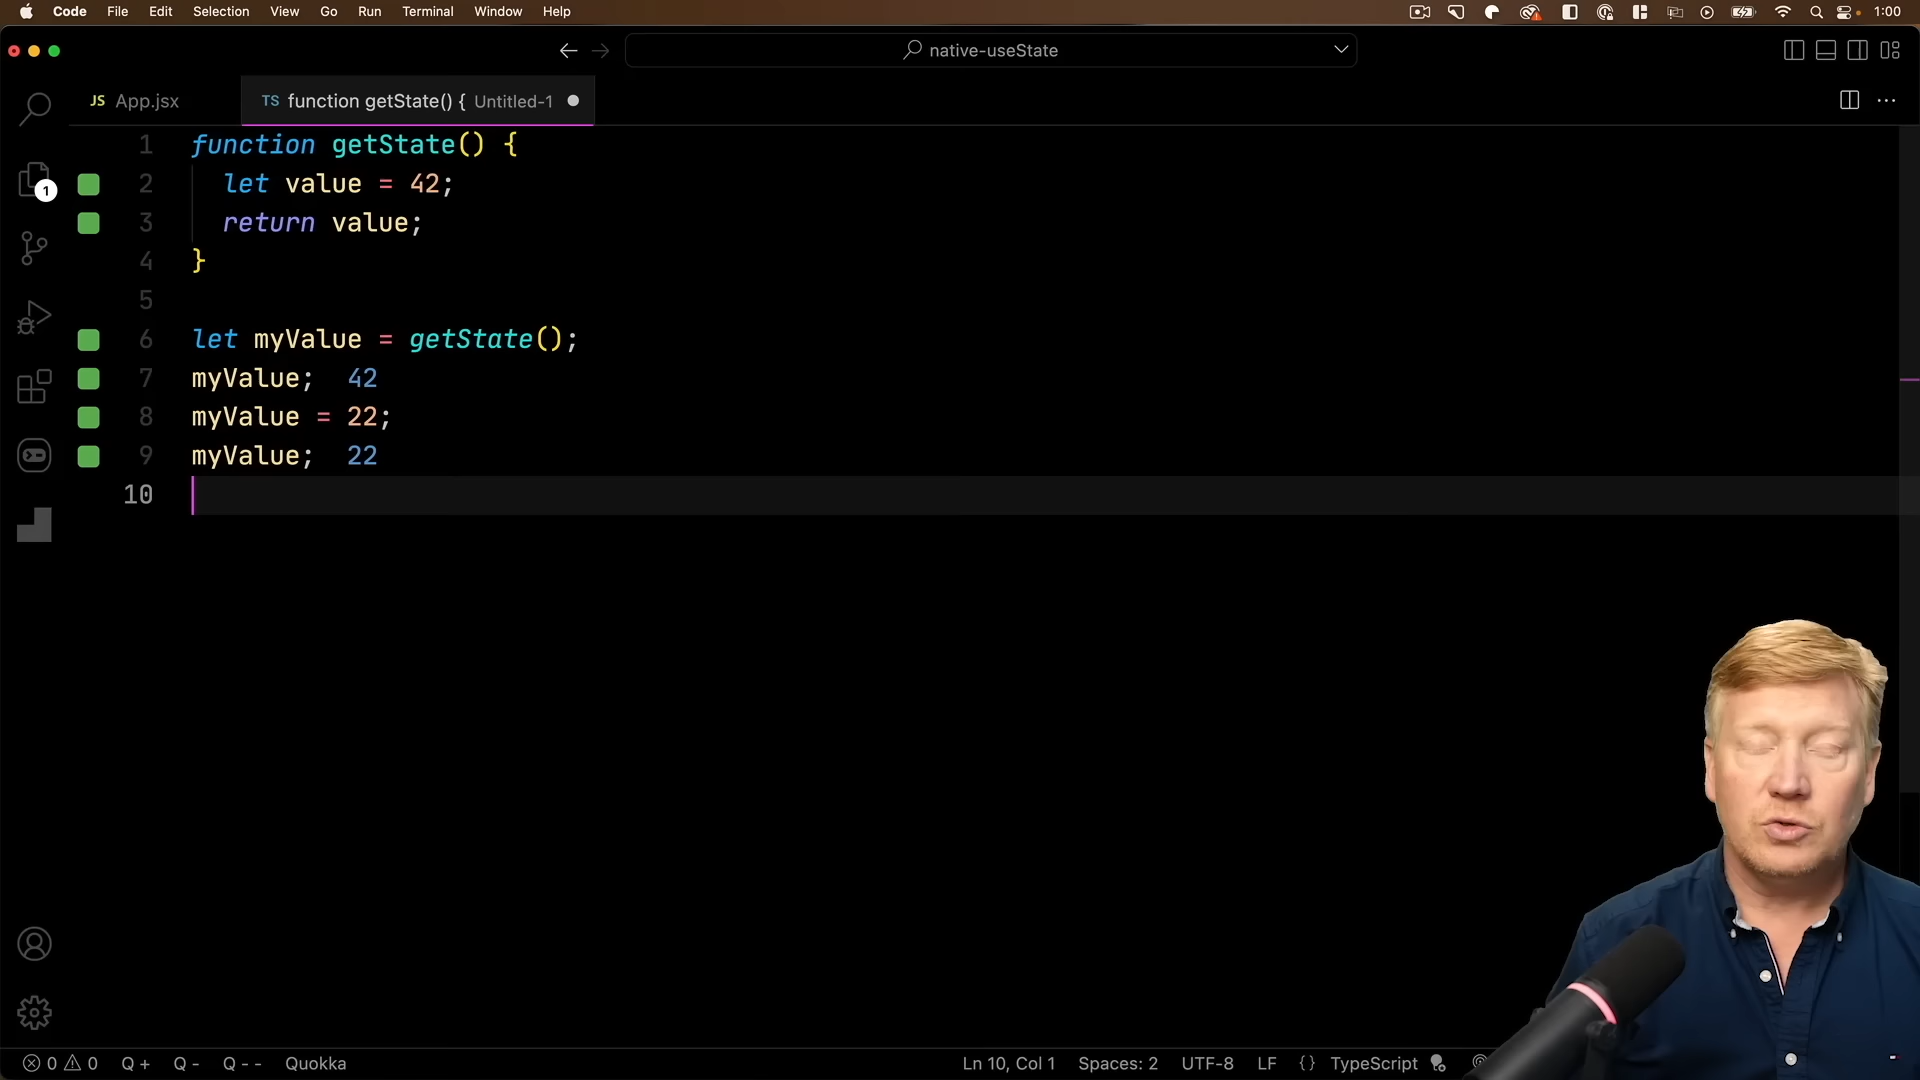 Code File Edit Selection View Go Run Terminal Window Help 1:00
native-useState
JS App.jsx TS function getState() { Untitled-1
1 function getState() {
2 let value = 42;
3 return value;
4 }
5
6 let myValue = getState();
7 myValue; 42
8 myValue = 22;
9 myValue; 22
10
1
0 0 Q + Q - Q - - Quokka Ln 10, Col 1 Spaces: 2 UTF-8 LF {} TypeScript